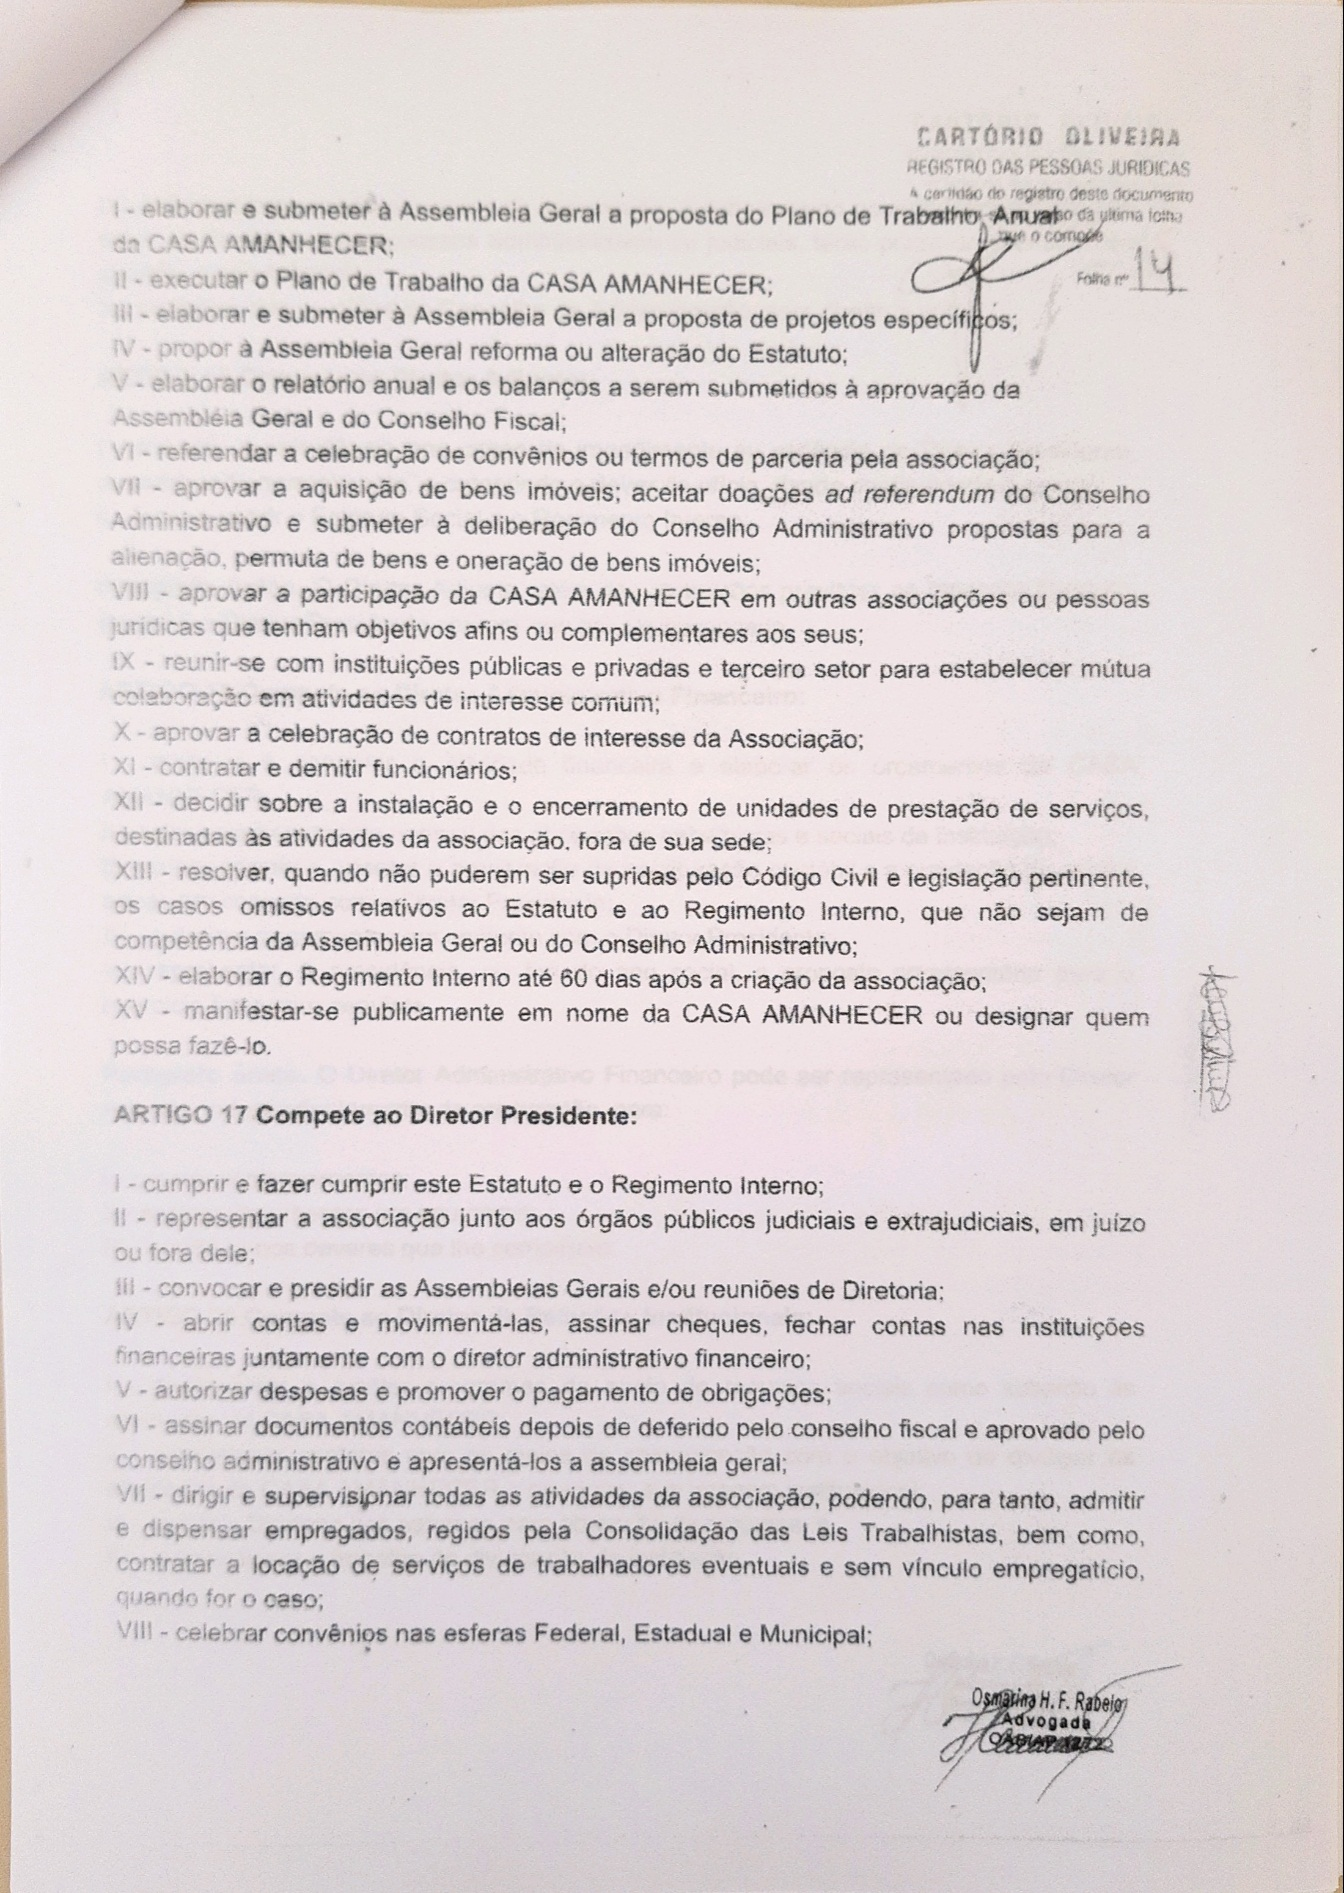 CARTÓRIO OLIVEIRA
REGISTRO DAS PESSOAS JURIDICAS
A certidão do registro deste documento
da ultima folha
que o compõe
Folha nº 14
I - elaborar e submeter à Assembleia Geral a proposta do Plano de Trabalho Anual
da CASA AMANHECER;
II - executar o Plano de Trabalho da CASA AMANHECER;
III - elaborar e submeter à Assembleia Geral a proposta de projetos específicos;
IV - propor à Assembleia Geral reforma ou alteração do Estatuto;
V - elaborar o relatório anual e os balanços a serem submetidos à aprovação da
Assembléia Geral e do Conselho Fiscal;
VI - referendar a celebração de convênios ou termos de parceria pela associação;
VII - aprovar a aquisição de bens imóveis; aceitar doações ad referendum do Conselho
Administrativo e submeter à deliberação do Conselho Administrativo propostas para a
alienação, permuta de bens e oneração de bens imóveis;
VIII - aprovar a participação da CASA AMANHECER em outras associações ou pessoas
jurídicas que tenham objetivos afins ou complementares aos seus;
IX - reunir-se com instituições públicas e privadas e terceiro setor para estabelecer mútua
colaboração em atividades de interesse comum;
X - aprovar a celebração de contratos de interesse da Associação;
XI - contratar e demitir funcionários;
XII - decidir sobre a instalação e o encerramento de unidades de prestação de serviços,
destinadas às atividades da associação. fora de sua sede;
XIII - resolver, quando não puderem ser supridas pelo Código Civil e legislação pertinente,
os casos omissos relativos ao Estatuto e ao Regimento Interno, que não sejam de
competência da Assembleia Geral ou do Conselho Administrativo;
XIV - elaborar o Regimento Interno até 60 dias após a criação da associação;
XV - manifestar-se publicamente em nome da CASA AMANHECER ou designar quem
possa fazê-lo.
ARTIGO 17 Compete ao Diretor Presidente:
I - cumprir e fazer cumprir este Estatuto e o Regimento Interno;
II - representar a associação junto aos órgãos públicos judiciais e extrajudiciais, em juízo
ou fora dele;
III - convocar e presidir as Assembleias Gerais e/ou reuniões de Diretoria;
IV - abrir contas e movimentá-las, assinar cheques, fechar contas nas instituições
financeiras juntamente com o diretor administrativo financeiro;
V - autorizar despesas e promover o pagamento de obrigações;
VI - assinar documentos contábeis depois de deferido pelo conselho fiscal e aprovado pelo
conselho administrativo e apresentá-los a assembleia geral;
VII - dirigir e supervisionar todas as atividades da associação, podendo, para tanto, admitir
e dispensar empregados, regidos pela Consolidação das Leis Trabalhistas, bem como,
contratar a locação de serviços de trabalhadores eventuais e sem vínculo empregatício,
quando for o caso;
VIII - celebrar convênios nas esferas Federal, Estadual e Municipal;
Osmarina H. F. Rabelo
Advogada